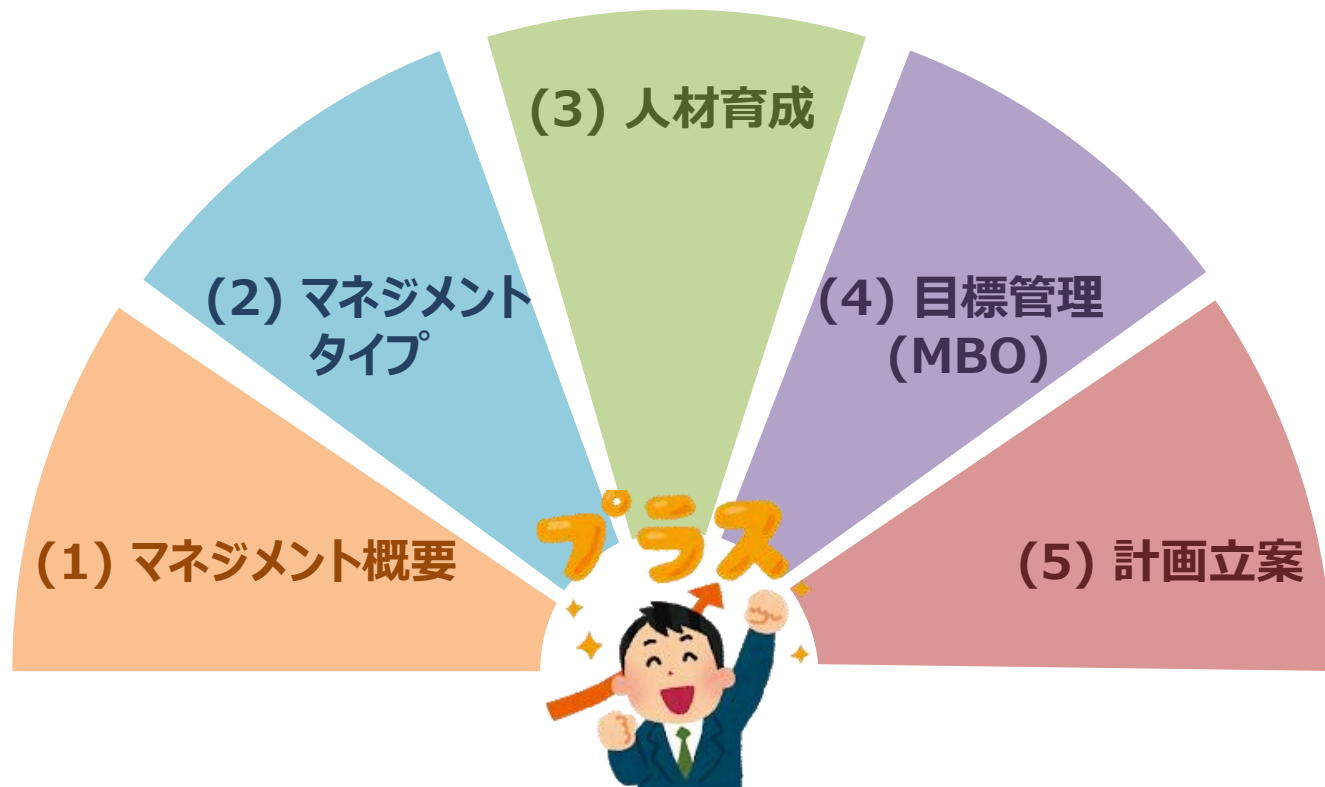 (1) マネジメント概要
(2) マネジメント
タイプ
(3) 人材育成
(4) 目標管理
(MBO)
(5) 計画立案
プラス